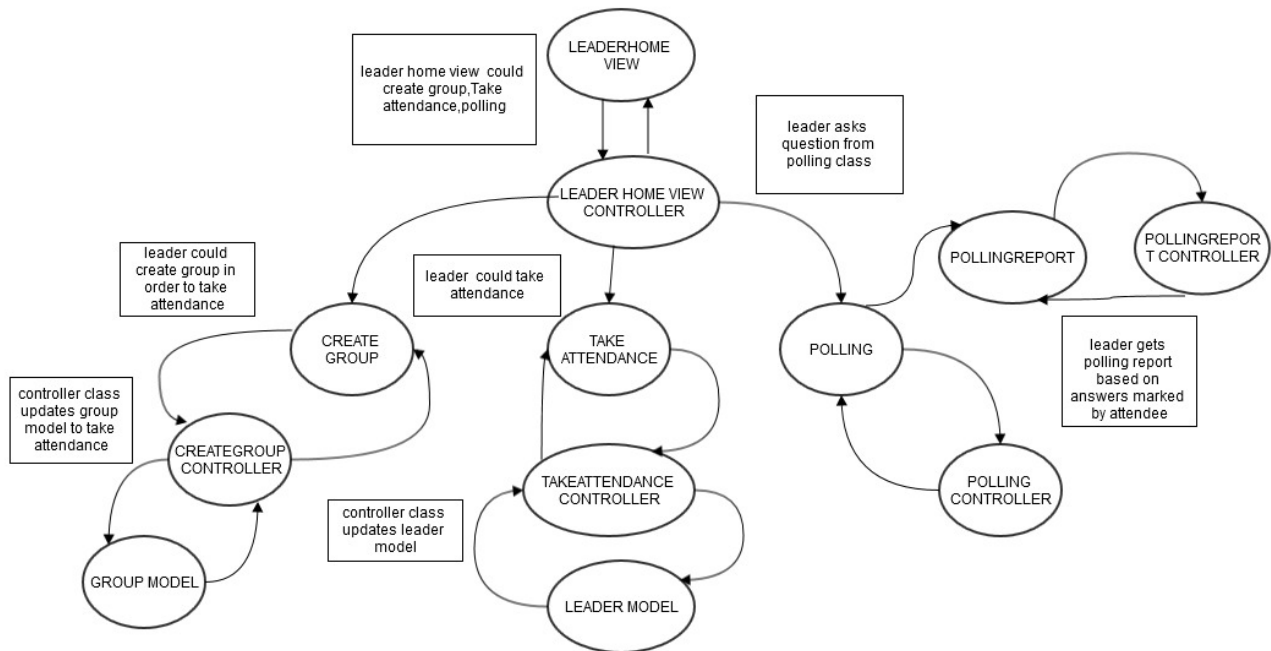 LEADERHOME
VIEW
leader home view could
create group,Take
attendance,polling
leader asks
question from
polling class
LEADER HOME VIEW
CONTROLLER
POLLINGREPORT
POLLINGREPOR
T CONTROLLER
leader could
create group in
order to take
attendance
leader could take
attendance
CREATE
GROUP
TAKE
ATTENDANCE
POLLING
leader gets
polling report
based on
answers marked
by attendee
controller class
updates group
model to take
attendance
CREATEGROUP
CONTROLLER
TAKEATTENDANCE
CONTROLLER
POLLING
CONTROLLER
controller class
updates leader
model
GROUP MODEL
LEADER MODEL